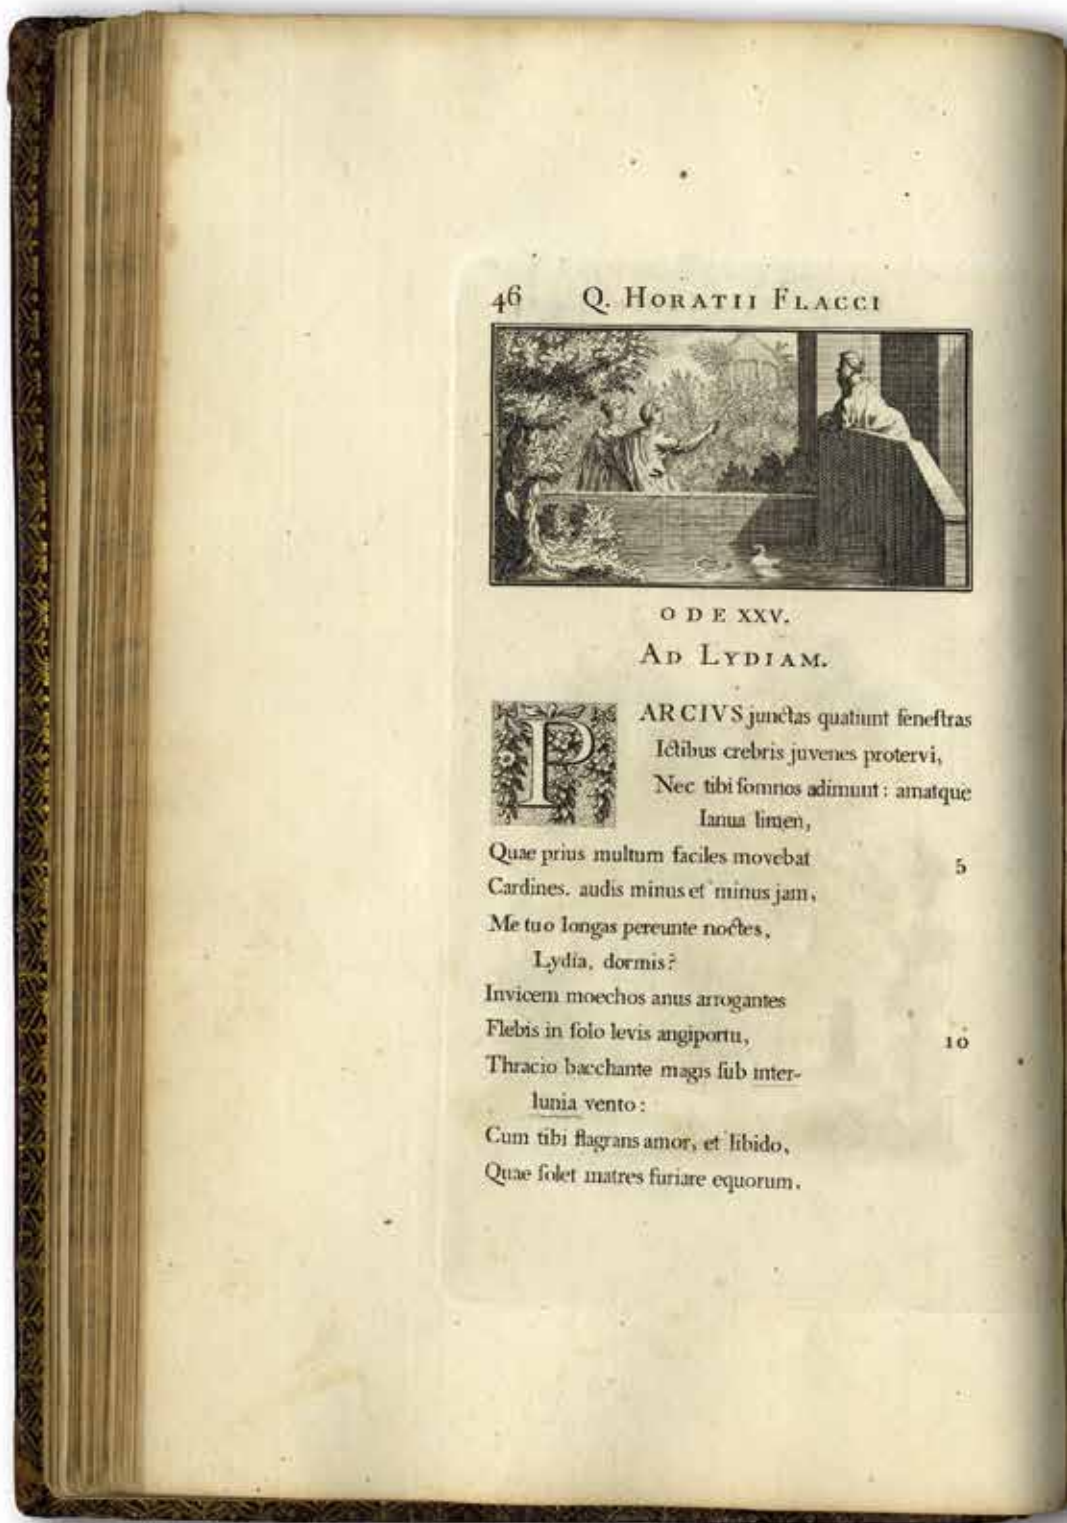 46 Q. HORATII FLACCI
ODE XXV.
AD LYDIAM.
PARCIVS junctas quatiunt feneſtras
Ictibus crebris juvenes protervi,
Nec tibi ſomnos adimunt: amatque
Ianua limen,
Quae prius multum faciles movebat
5
Cardines. audis minus et minus jam,
Me tuo longas pereunte noctes,
Lydia, dormis?
Invicem moechos anus arrogantes
Flebis in ſolo levis angiportu,
10
Thracio bacchante magis ſub inter-
lunia vento:
Cum tibi flagrans amor, et libido,
Quae ſolet matres furiare equorum,